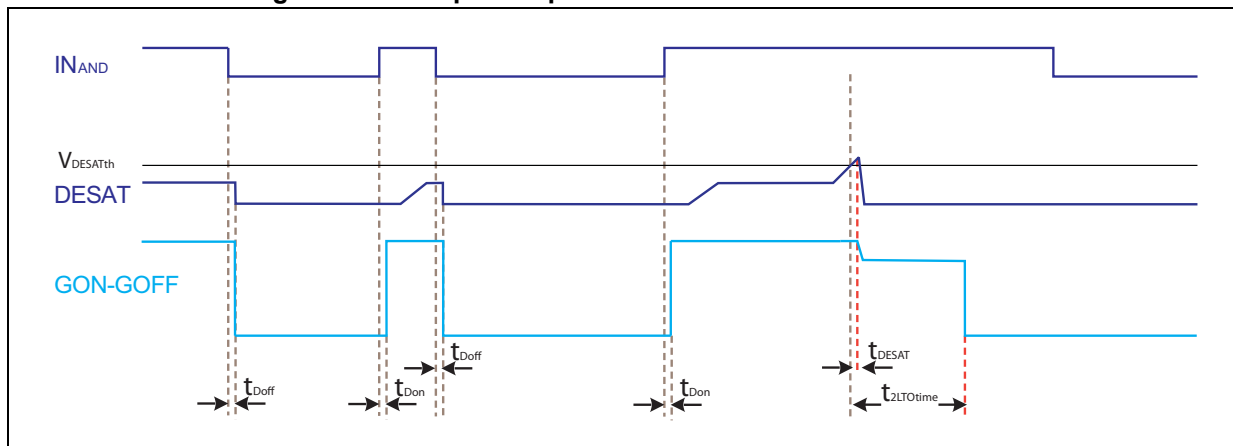 INAND
VDESATth
DESAT
GON-GOFF
tDoff
tDon
tDoff
tDon
tDESAT
t2LTOtime